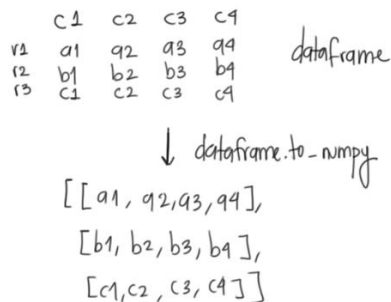 c1 c2 c3 c4
r1 a1 a2 a3 a4
dataframe
r2 b1 b2 b3 b4
r3 c1 c2 c3 c4
↓ dataframe.to_numpy
[[a1, a2,a3,a4],
[b1, b2, b3, b4],
[c1,c2, c3, c4]]